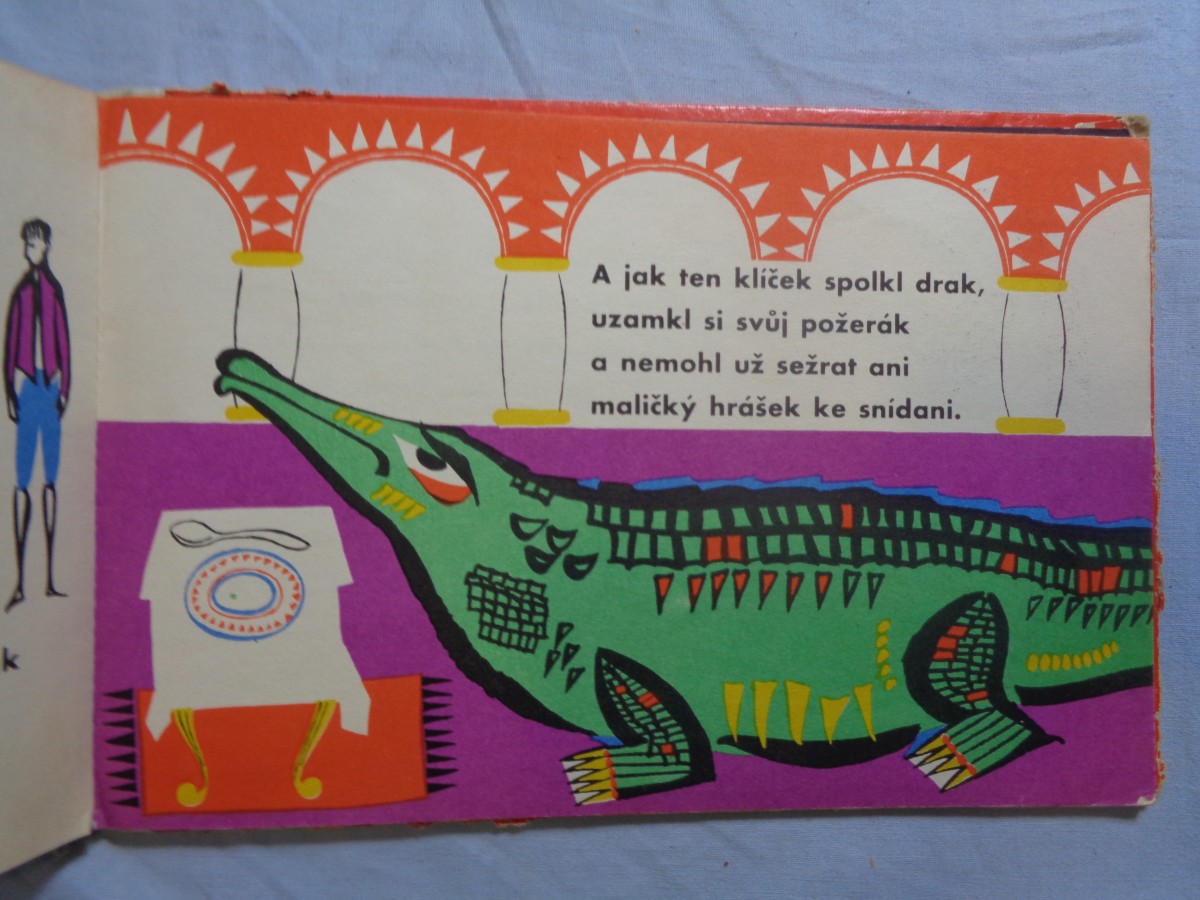 k
A jak ten klíček spolkl drak,
uzamkl si svůj požerák
a nemohl už sežrat ani
maličký hrášek ke snídani.